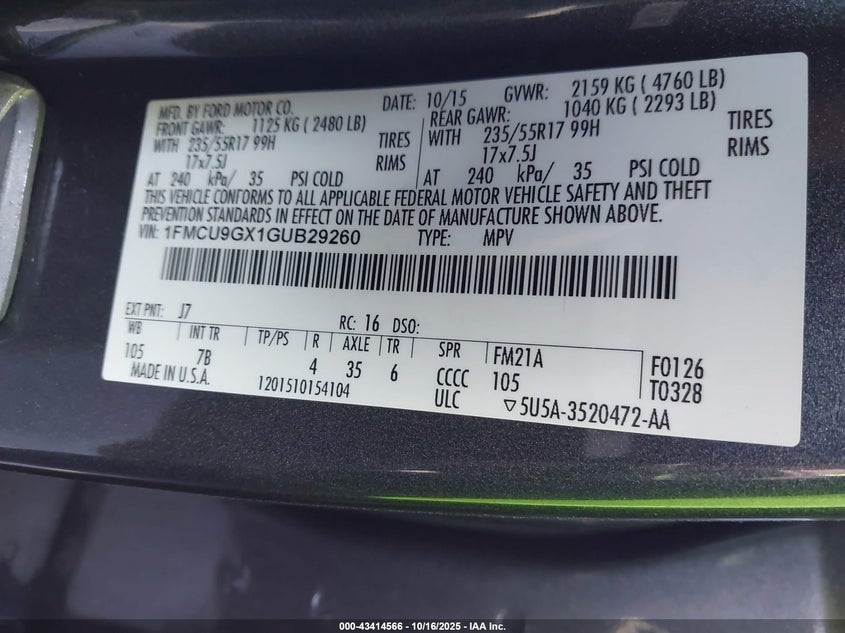 MFD. BY FORD MOTOR CO.
DATE: 10/15 GVWR: 2159 KG ( 4760 LB)
FRONT GAWR: 1125 KG ( 2480 LB)
REAR GAWR: 1040 KG ( 2293 LB)
WITH 235/55R17 99H TIRES
WITH 235/55R17 99H TIRES
17x7.5J RIMS
17x7.5J RIMS
AT 240 kPa/ 35 PSI COLD
AT 240 kPa/ 35 PSI COLD
THIS VEHICLE CONFORMS TO ALL APPLICABLE FEDERAL MOTOR VEHICLE SAFETY AND THEFT
PREVENTION STANDARDS IN EFFECT ON THE DATE OF MANUFACTURE SHOWN ABOVE.
VIN: 1FMCU9GX1GUB29260 TYPE: MPV
EXT PNT: J7 RC: 16 DSO:
WB INT TR TP/PS R AXLE TR SPR FM21A F0126
105 7B 4 35 6 CCCC 105 T0328
MADE IN U.S.A. 1201510154104 ULC ▽5U5A-3520472-AA
000-43414566 - 10/16/2025 - IAA Inc.